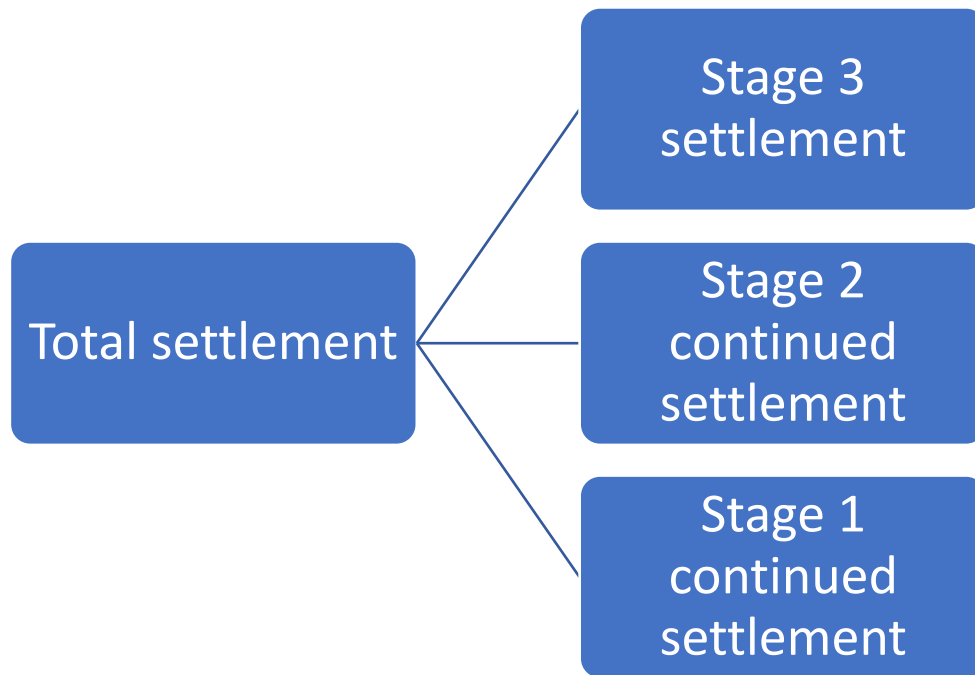 Total settlement
Stage 3
settlement
Stage 2
continued
settlement
Stage 1
continued
settlement